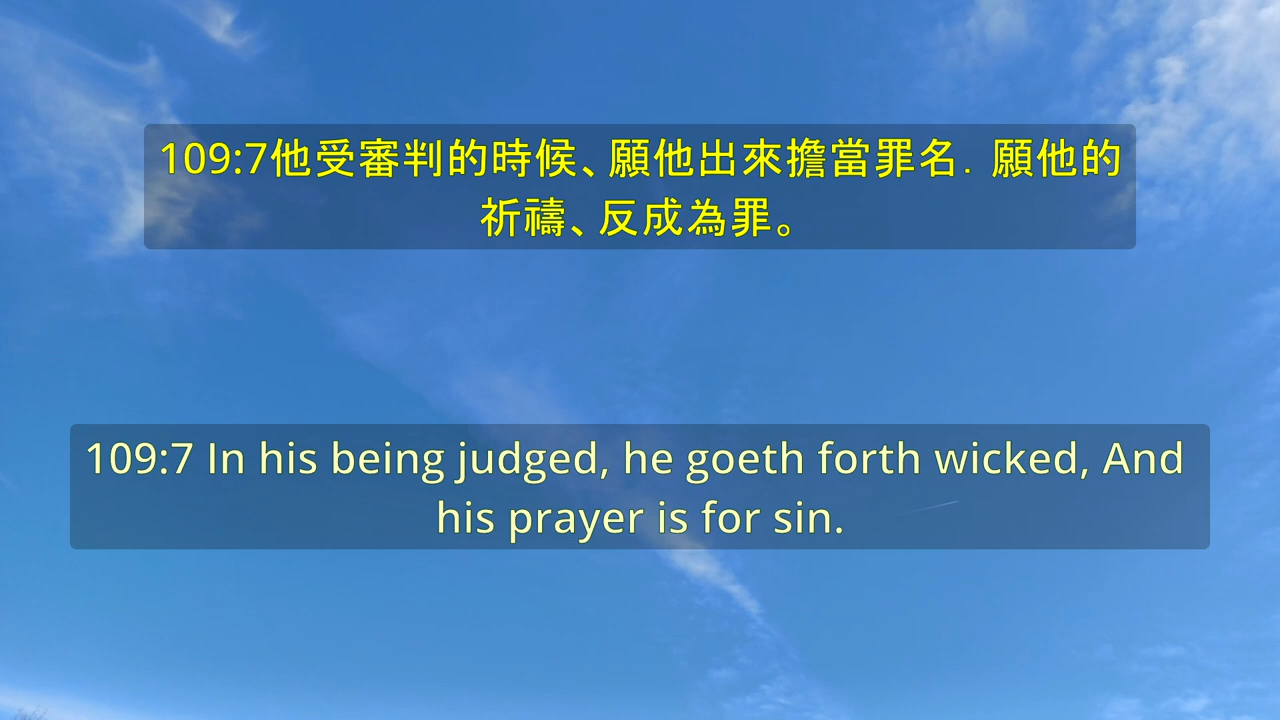 109:7他受審判的時候、願他出來擔當罪名．願他的
祈禱、反成為罪。
109:7 In his being judged, he goeth forth wicked, And
his prayer is for sin.